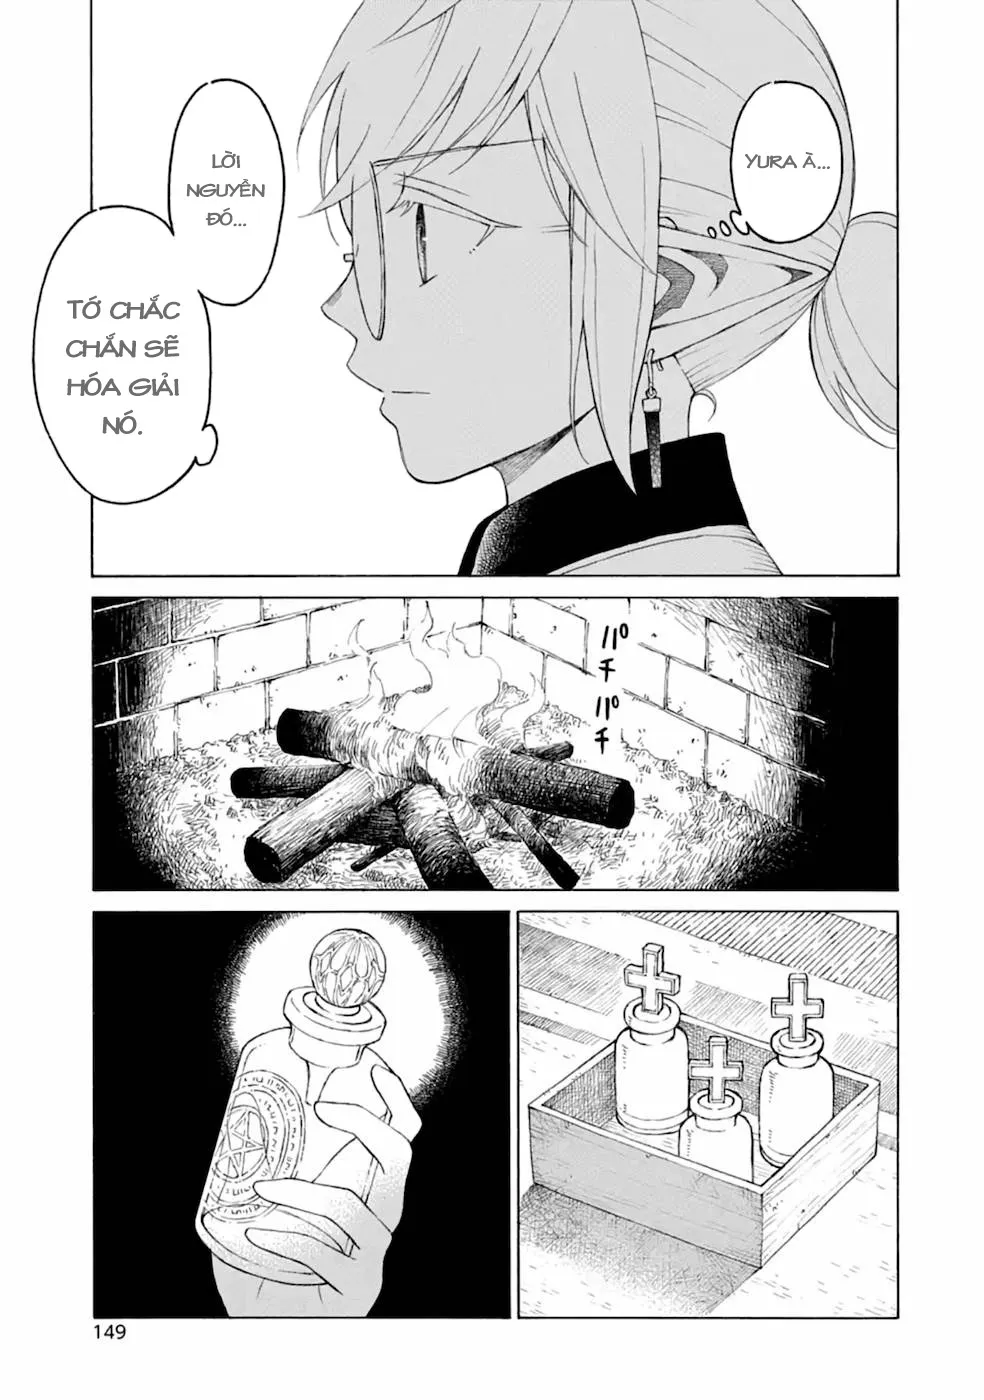 YURA À...
LỜI
NGUYỀN
ĐÓ...
TỚ CHẮC
CHẮN SẼ
HÓA GIẢI
NÓ.
パチ
パチ
149